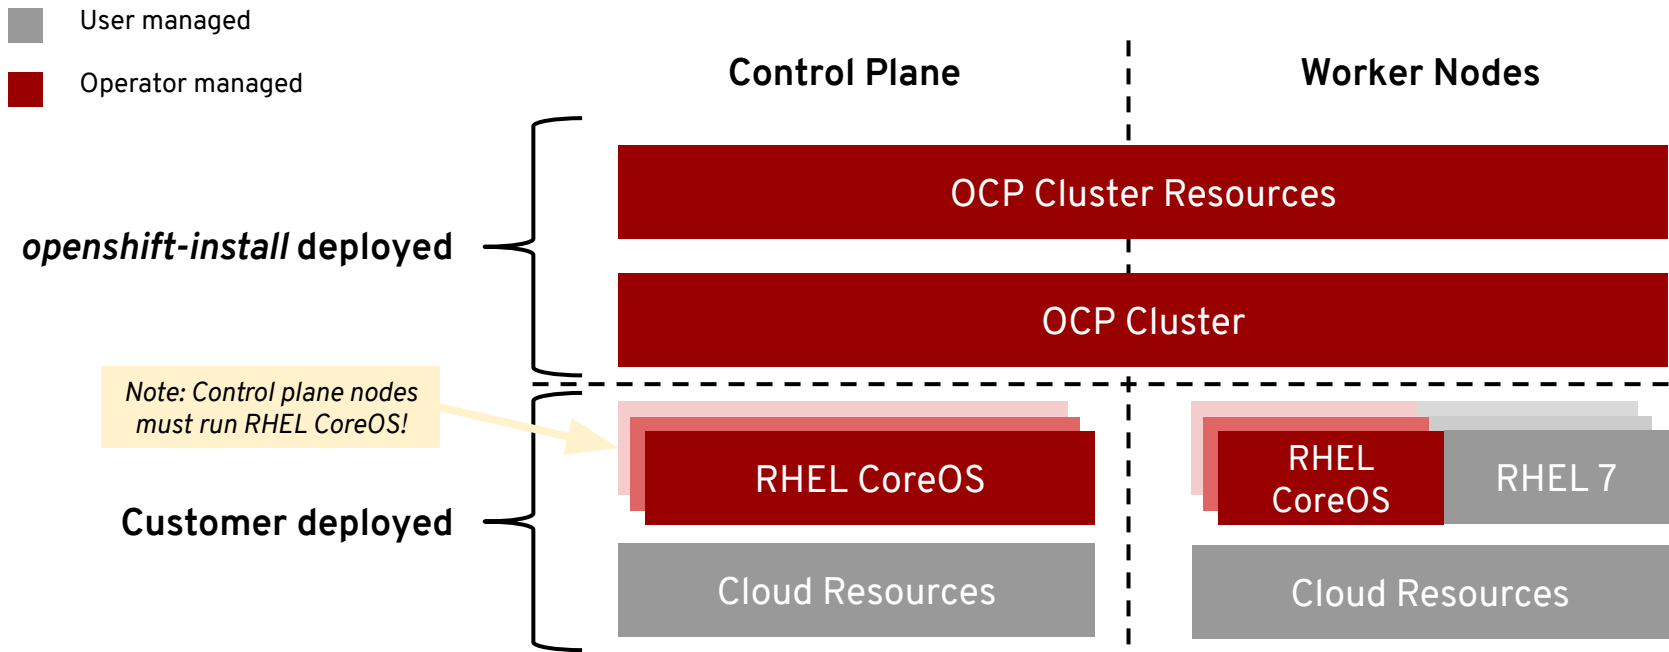 User managed
Operator managed
Control Plane
Worker Nodes
OCP Cluster Resources
openshift-install deployed
OCP Cluster
Note: Control plane nodes
must run RHEL CoreOS!
RHEL CoreOS
RHEL
CoreOS
RHEL 7
Customer deployed
Cloud Resources
Cloud Resources